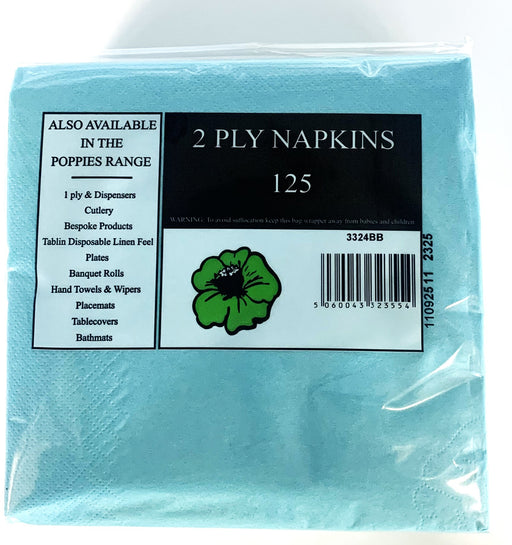 ALSO AVAILABLE
IN THE
POPPIES RANGE
1 ply & Dispensers
Cutlery
Bespoke Products
Tablin Disposable Linen Feel
Plates
Banquet Rolls
Hand Towels & Wipers
Placemats
Tablecovers
Bathmats
2 PLY NAPKINS
125
WARNING: To avoid suffocation keep this bag wrapper away from babies and children
3324BB
5 060043 323554
11092511 2325